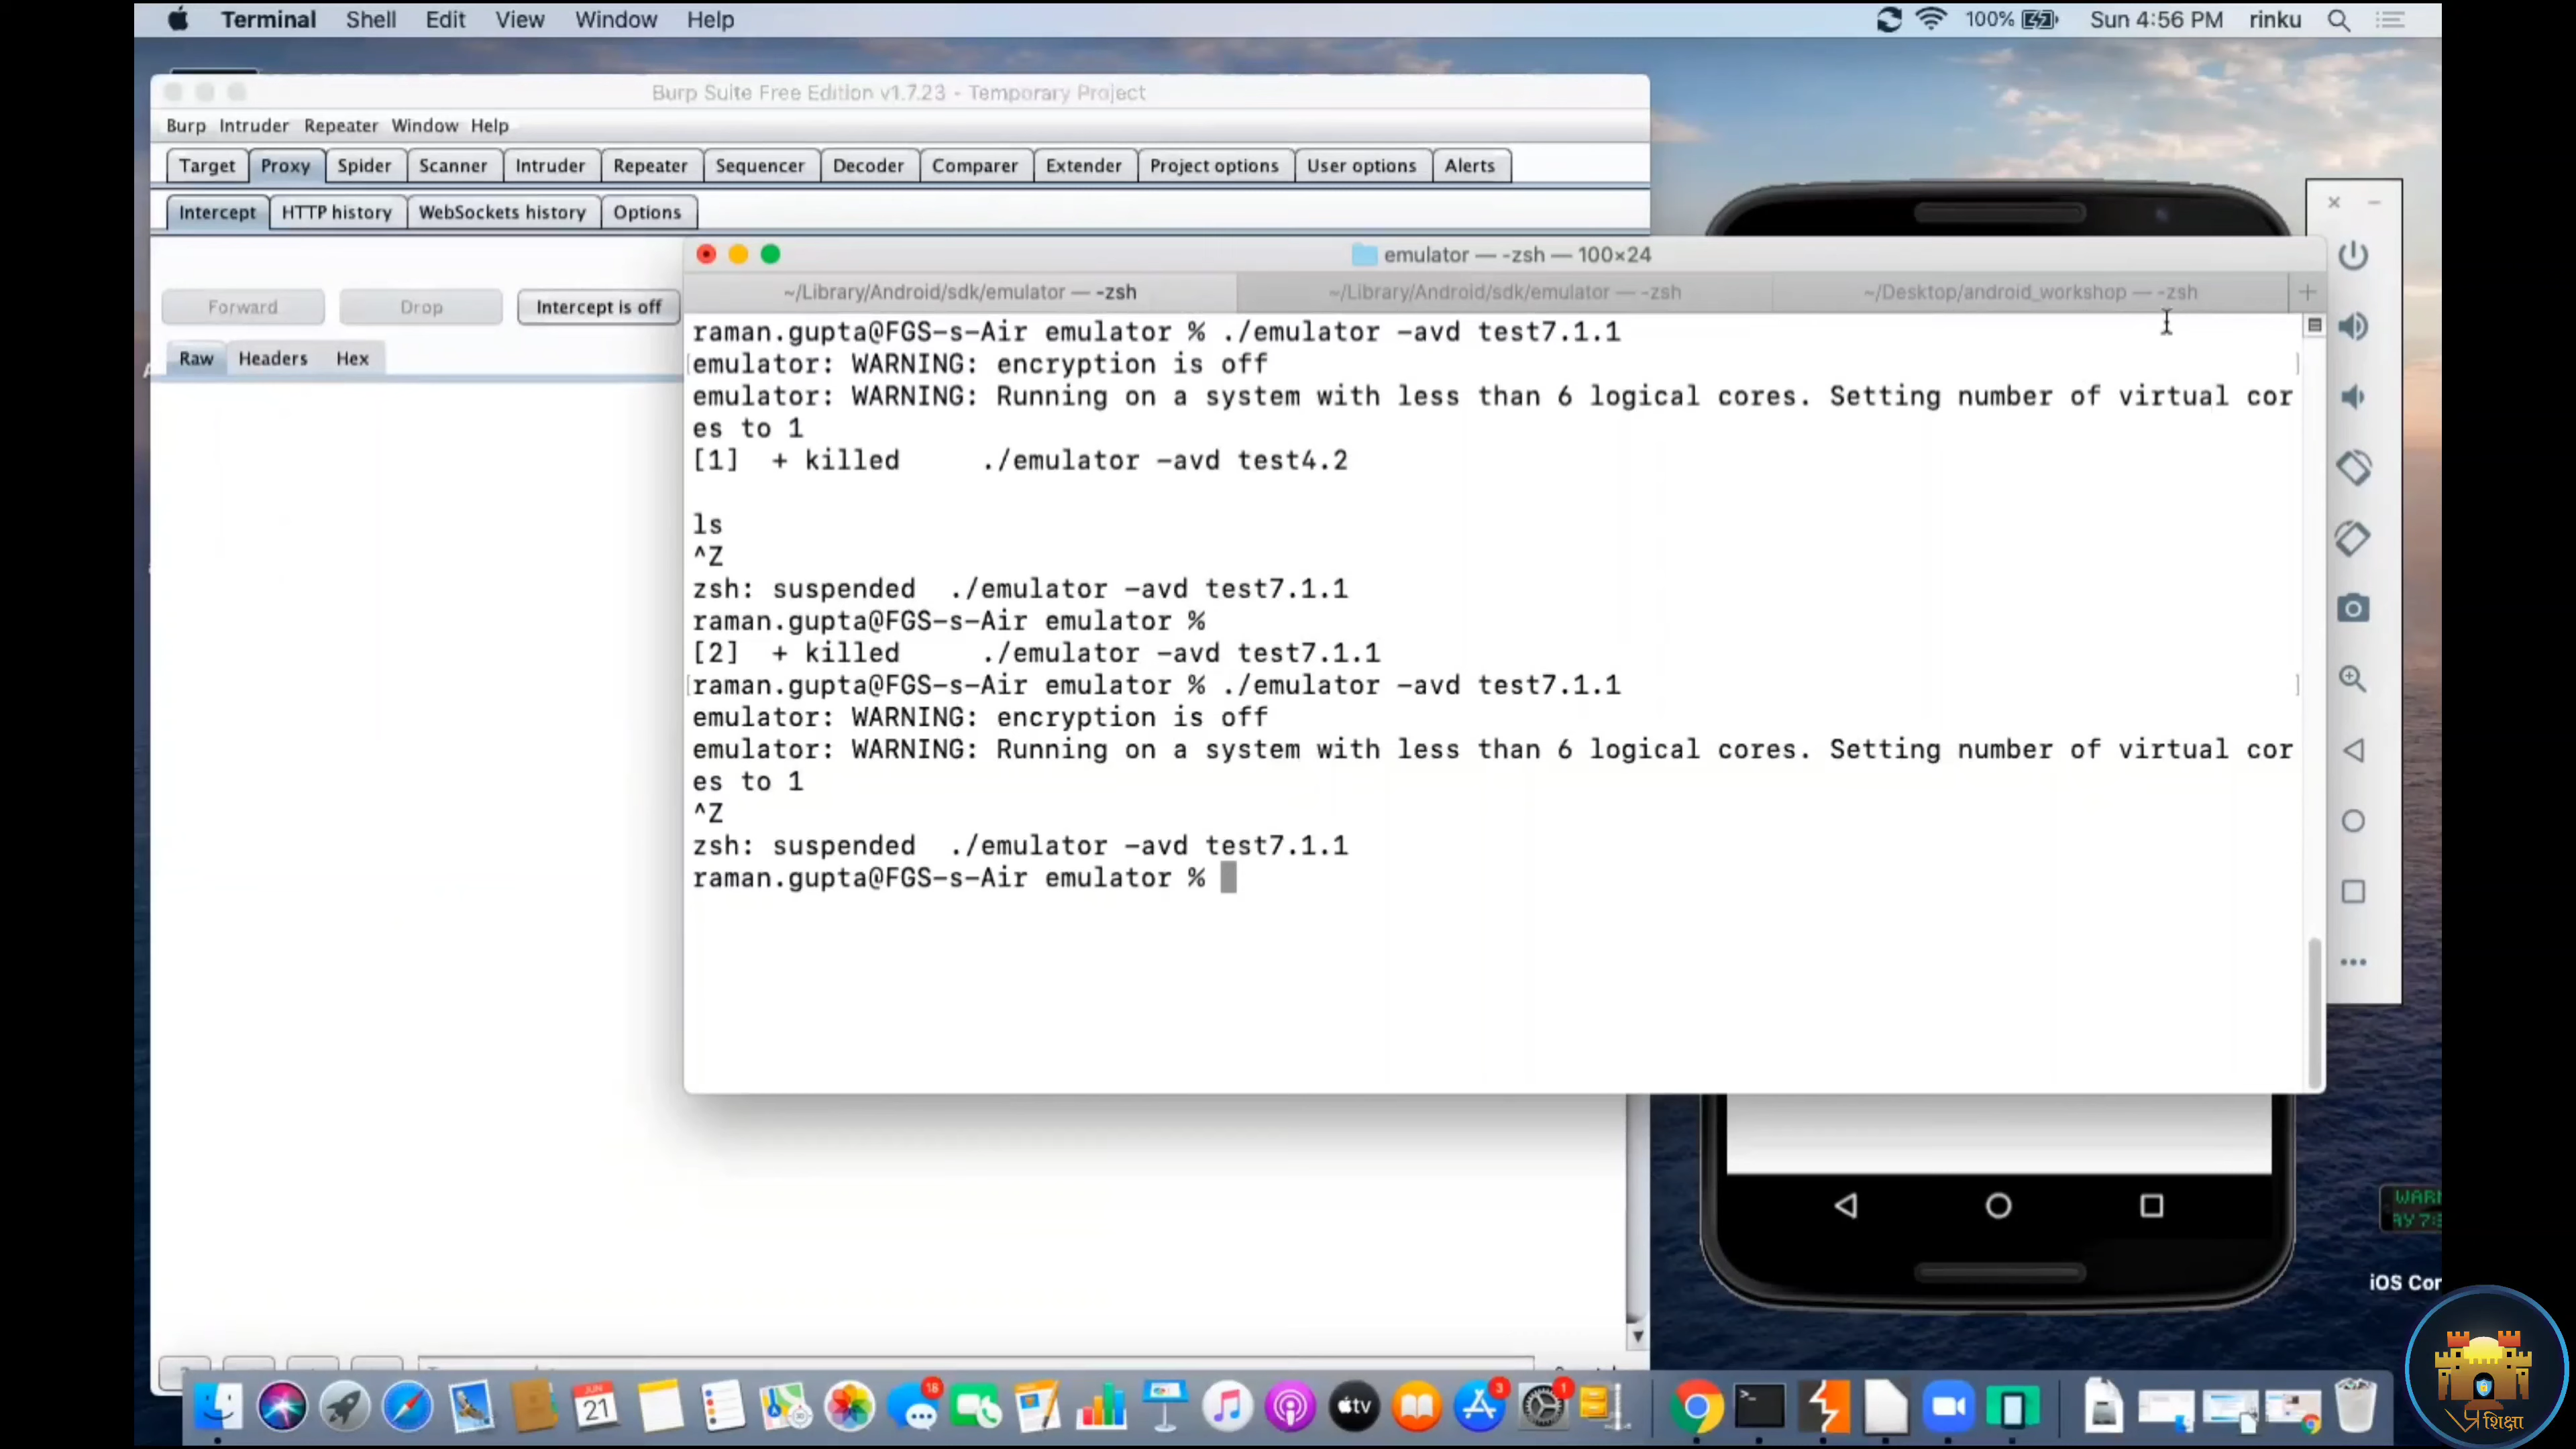 Terminal Shell Edit View Window Help 100% Sun 4:56 PM rinku
Burp Suite Free Edition v1.7.23 - Temporary Project
Burp Intruder Repeater Window Help
Target Proxy Spider Scanner Intruder Repeater Sequencer Decoder Comparer Extender Project options User options Alerts
Intercept HTTP history WebSockets history Options
Forward Drop Intercept is off
Raw Headers Hex
emulator — -zsh — 100×24
~/Library/Android/sdk/emulator — -zsh ~/Library/Android/sdk/emulator — -zsh ~/Desktop/android_workshop — -zsh
raman.gupta@FGS-s-Air emulator % ./emulator -avd test7.1.1
emulator: WARNING: encryption is off
emulator: WARNING: Running on a system with less than 6 logical cores. Setting number of virtual cor
es to 1
[1]  + killed     ./emulator -avd test4.2
ls
^Z
zsh: suspended  ./emulator -avd test7.1.1
raman.gupta@FGS-s-Air emulator %
[2]  + killed     ./emulator -avd test7.1.1
raman.gupta@FGS-s-Air emulator % ./emulator -avd test7.1.1
emulator: WARNING: encryption is off
emulator: WARNING: Running on a system with less than 6 logical cores. Setting number of virtual cor
es to 1
^Z
zsh: suspended  ./emulator -avd test7.1.1
raman.gupta@FGS-s-Air emulator %
WARN
AY 7:
iOS Cor
18
JUN
21
tv
3
1
प्रशिक्षा